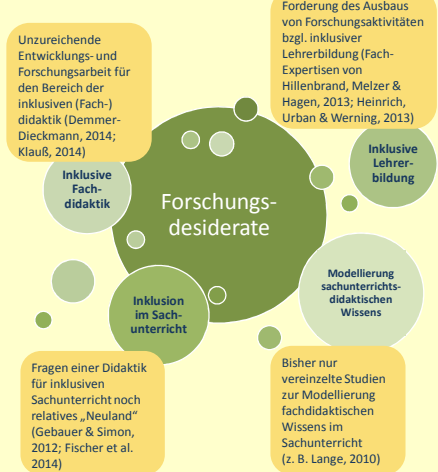 Unzureichende
Entwicklungs- und
Forschungsarbeit für
den Bereich der
inklusiven (Fach-)
didaktik (Demmer-
Dieckmann, 2014;
Klauß, 2014)
Forderung des Ausbaus
von Forschungsaktivitäten
bzgl. inklusiver
Lehrerbildung (Fach-
Expertisen von
Hillenbrand, Melzer &
Hagen, 2013; Heinrich,
Urban & Werning, 2013)
Inklusive
Fach-
didaktik
Forschungs-
desiderate
Inklusive
Lehrer-
bildung
Inklusion
im Sach-
unterricht
Modellierung
sachunterrichts-
didaktischen
Wissens
Fragen einer Didaktik
für inklusiven
Sachunterricht noch
relatives „Neuland“
(Gebauer & Simon,
2012; Fischer et al.
2014)
Bisher nur
vereinzelte Studien
zur Modellierung
fachdidaktischen
Wissen im
Sachunterricht
(z. B. Lange, 2010)